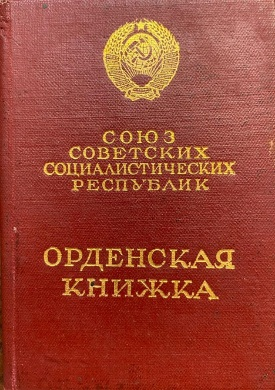 СОЮЗ
СОВЕТСКИХ
СОЦИАЛИСТИЧЕСКИХ
РЕСПУБЛИК
ОРДЕНСКАЯ
КНИЖКА